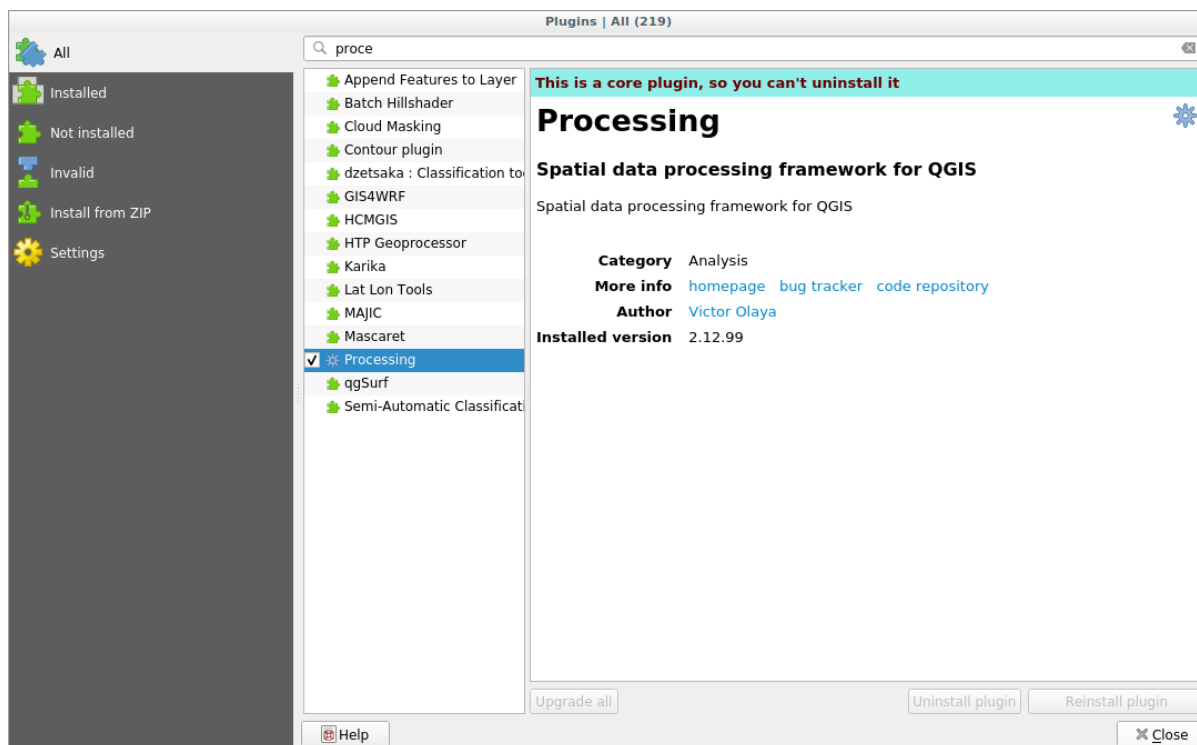 Plugins | All (219)
All
Installed
Not installed
Invalid
Install from ZIP
Settings
proce
Append Features to Layer
Batch Hillshader
Cloud Masking
Contour plugin
dzetsaka : Classification to
GIS4WRF
HCMGIS
HTP Geoprocessor
Karika
Lat Lon Tools
MAJIC
Mascaret
Processing
qgSurf
Semi-Automatic Classificati
This is a core plugin, so you can't uninstall it
Processing
Spatial data processing framework for QGIS
Spatial data processing framework for QGIS
Category Analysis
More info homepage bug tracker code repository
Author Victor Olaya
Installed version 2.12.99
Upgrade all Uninstall plugin Reinstall plugin
Help Close